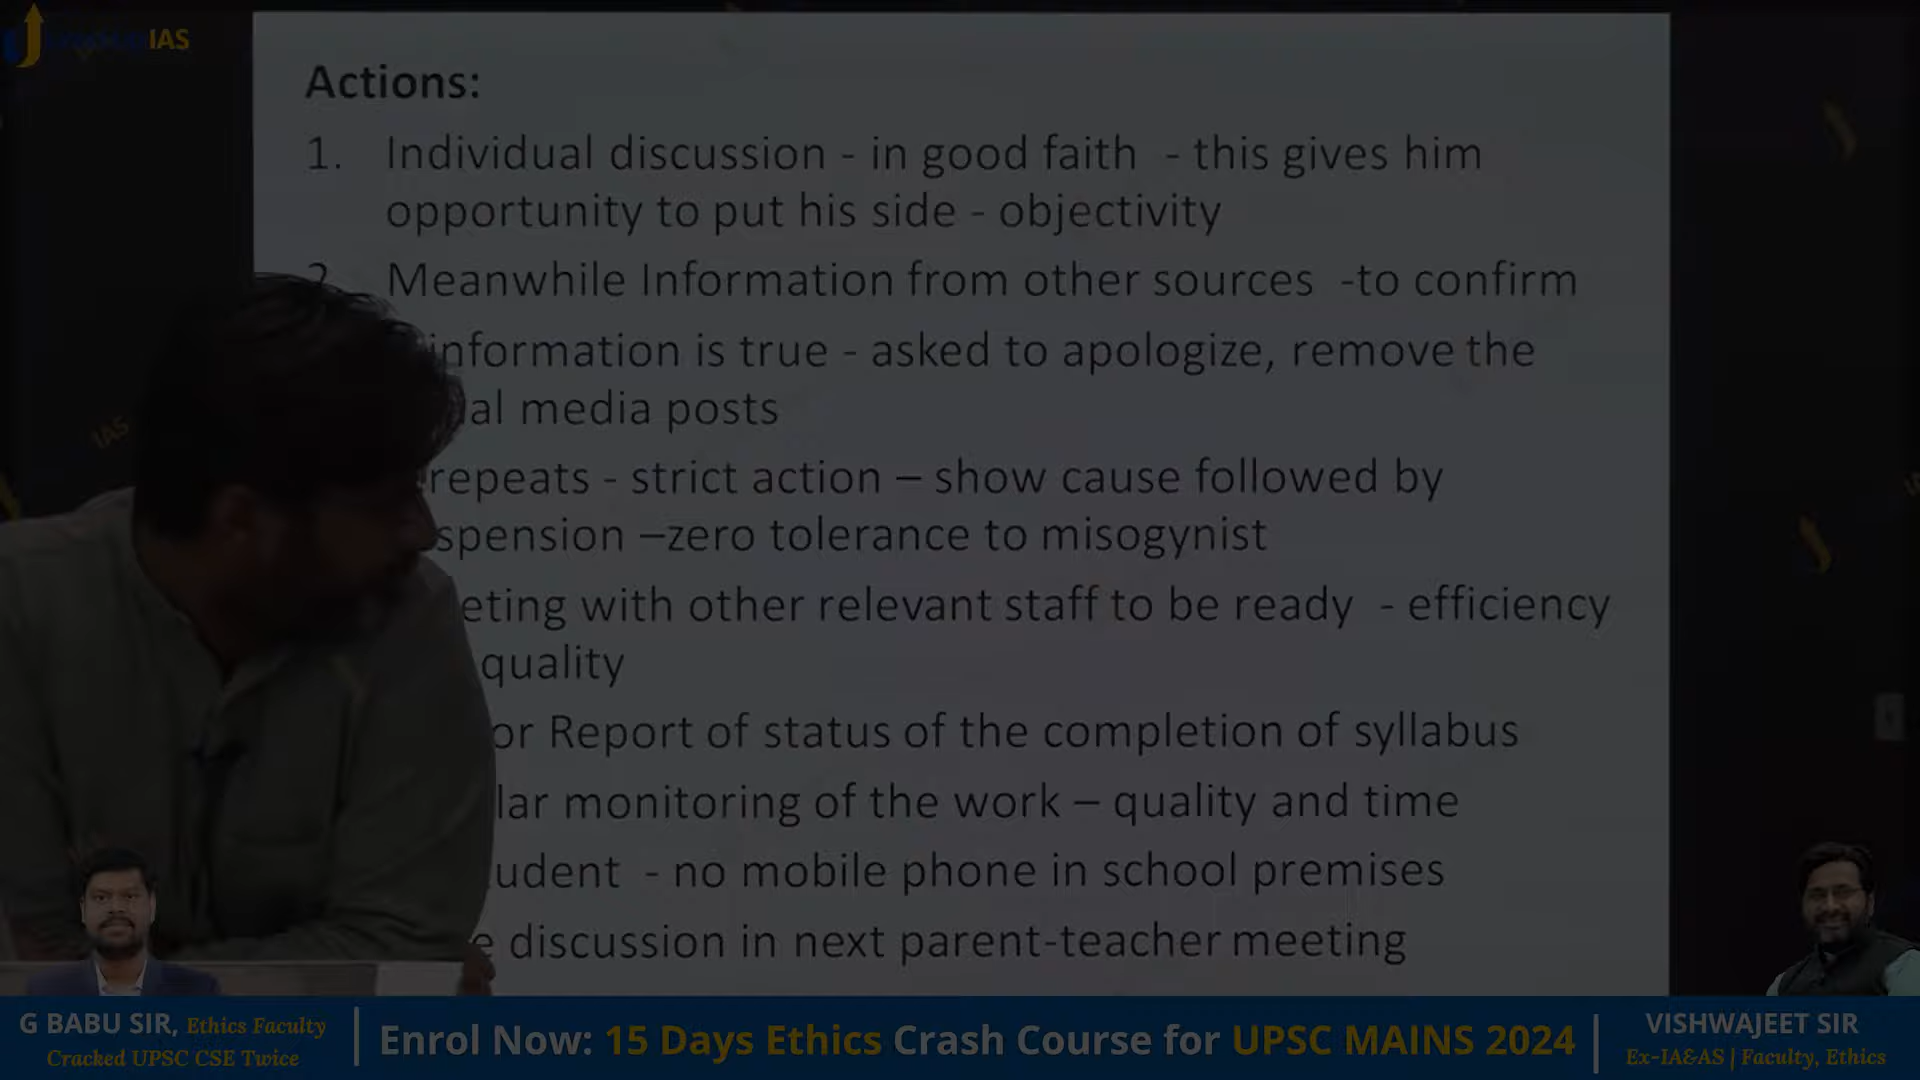 IAS
Actions:
1. Individual discussion - in good faith - this gives him
opportunity to put his side - objectivity
2. Meanwhile Information from other sources -to confirm
information is true - asked to apologize, remove the
al media posts
repeats - strict action – show cause followed by
spension –zero tolerance to misogynist
eting with other relevant staff to be ready - efficiency
quality
or Report of status of the completion of syllabus
lar monitoring of the work – quality and time
udent - no mobile phone in school premises
e discussion in next parent-teacher meeting
IAS
G BABU SIR, Ethics Faculty
Cracked UPSC CSE Twice
Enrol Now: 15 Days Ethics Crash Course for UPSC MAINS 2024
VISHWAJEET SIR
Ex-IA&AS | Faculty, Ethics